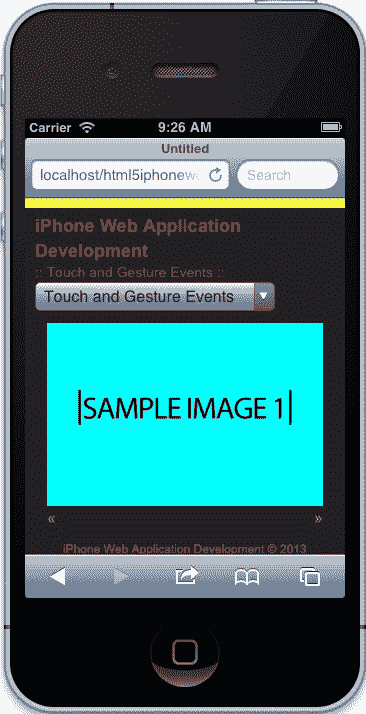 Carrier 9:26 AM
Untitled
localhost/html5iphonew Search
iPhone Web Application
Development
:: Touch and Gesture Events ::
Touch and Gesture Events
|SAMPLE IMAGE 1|
« »
iPhone Web Application Development © 2013